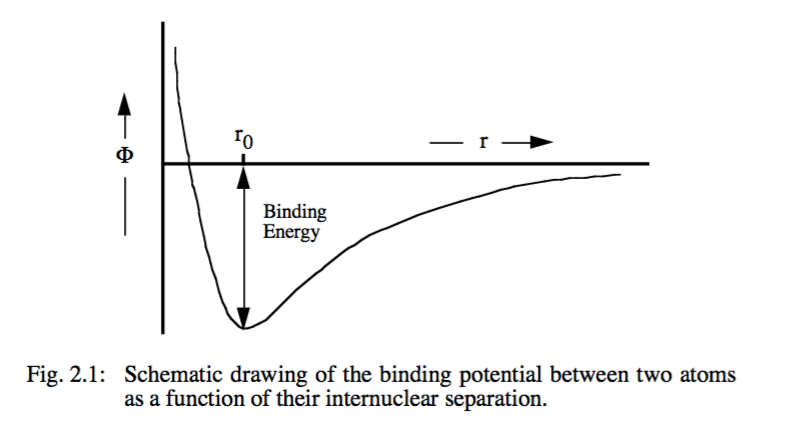 Φ
r0
r
Binding
Energy
Fig. 2.1: Schematic drawing of the binding potential between two atoms
as a function of their internuclear separation.